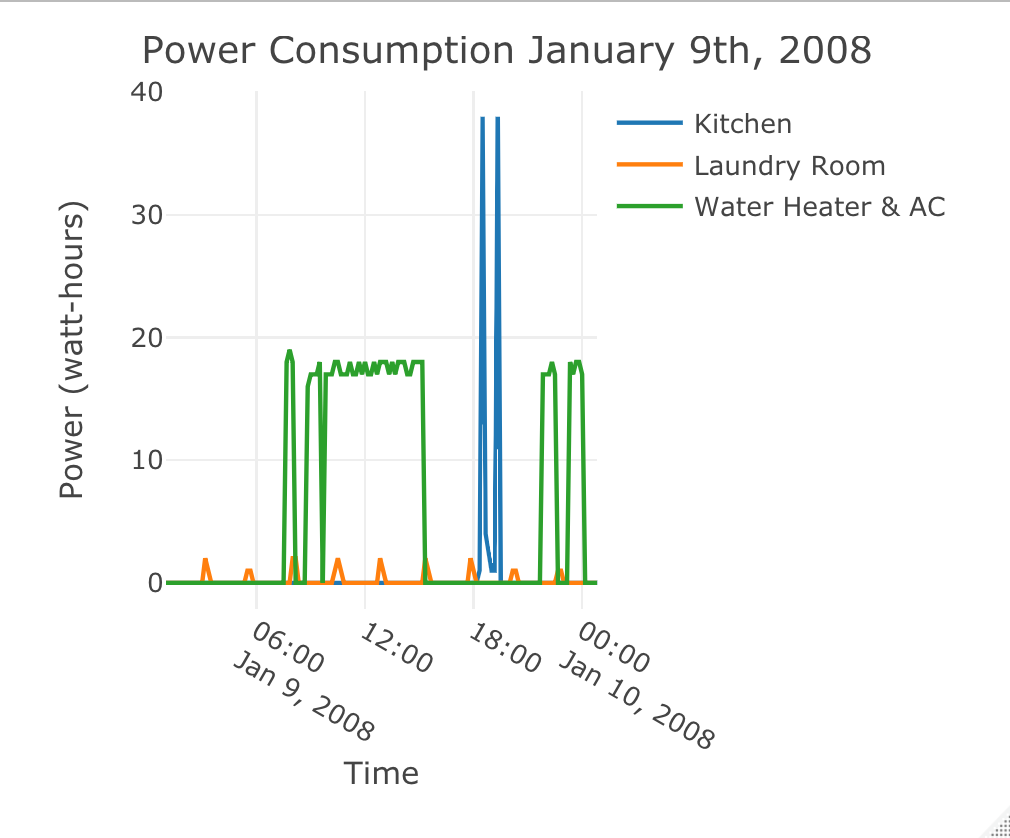 Power Consumption January 9th, 2008
40
30
20
10
0
Power (watt-hours)
Kitchen
Laundry Room
Water Heater & AC
06:00
Jan 9, 2008
12:00
18:00
00:00
Jan 10, 2008
Time